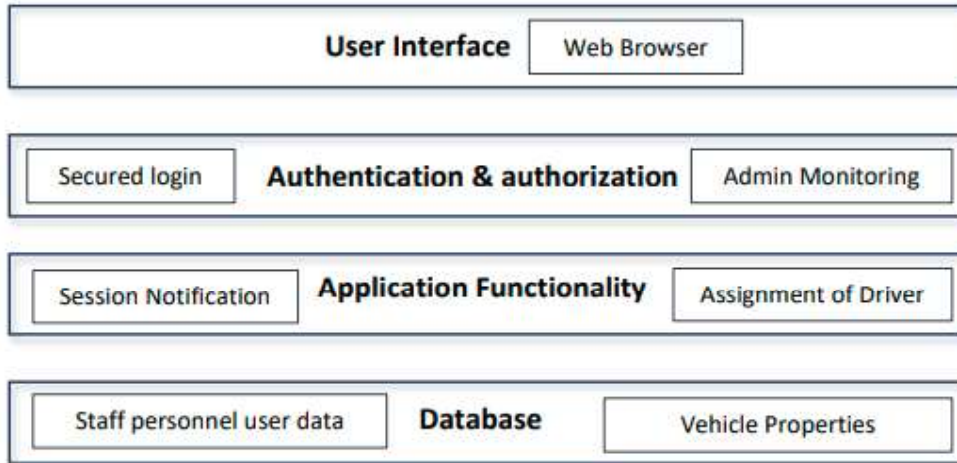 User Interface
Web Browser
Secured login
Authentication & authorization
Admin Monitoring
Session Notification
Application Functionality
Assignment of Driver
Staff personnel user data
Database
Vehicle Properties